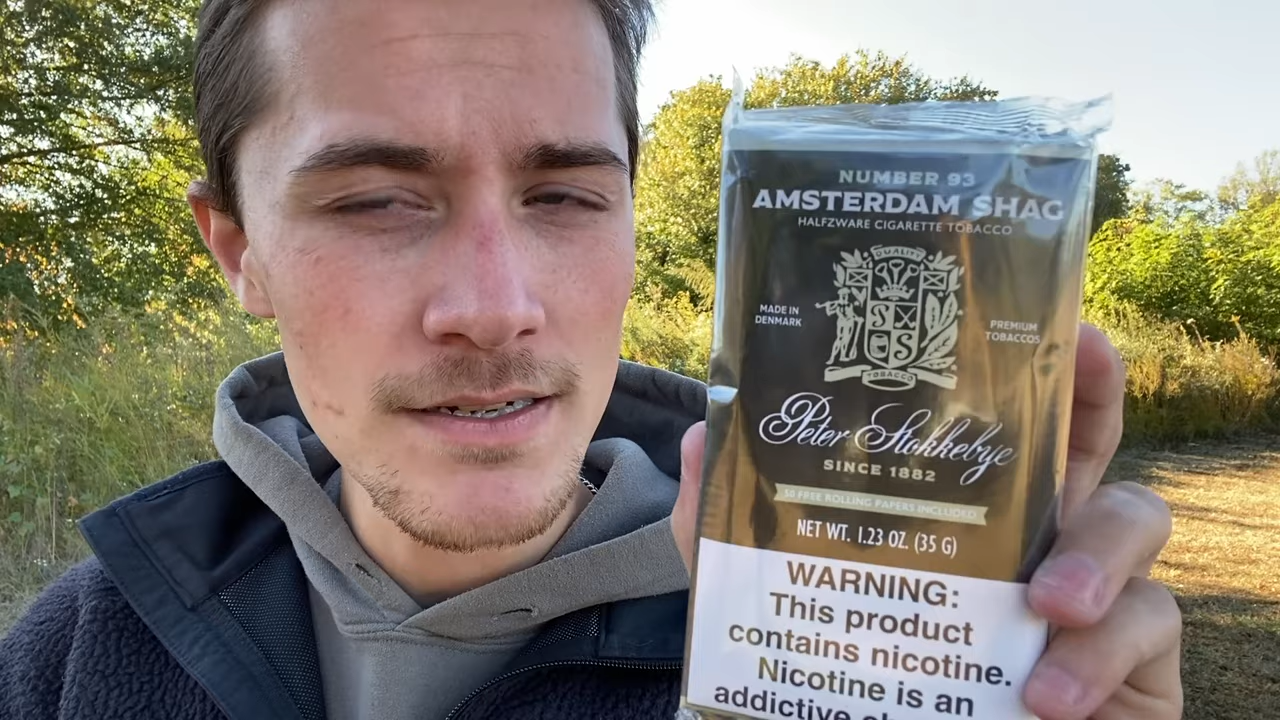 NUMBER 93
AMSTERDAM SHAG
HALFZWARE CIGARETTE TOBACCO
QUALITY
MADE IN
DENMARK
PREMIUM
TOBACCOS
TOBACCO
Peter Stokkebye
SINCE 1882
50 FREE ROLLING PAPERS INCLUDED
NET WT. 1.23 OZ. (35 G)
WARNING:
This product
contains nicotine.
Nicotine is an
addictive